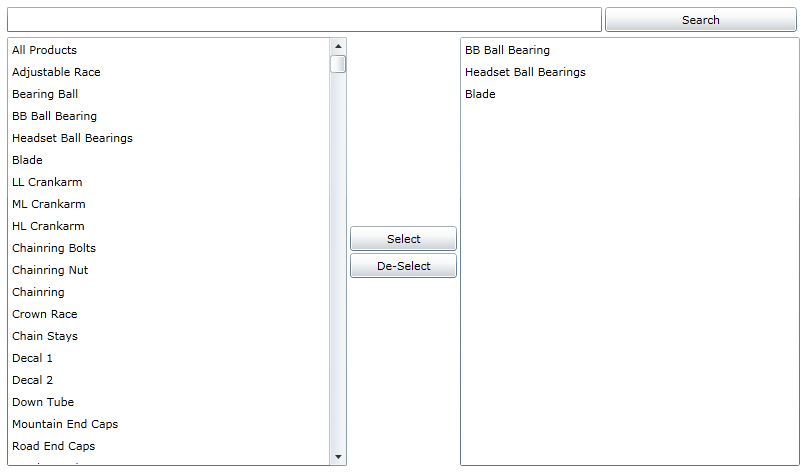 Search
All Products
Adjustable Race
Bearing Ball
BB Ball Bearing
Headset Ball Bearings
Blade
LL Crankarm
ML Crankarm
HL Crankarm
Chainring Bolts
Chainring Nut
Chainring
Crown Race
Chain Stays
Decal 1
Decal 2
Down Tube
Mountain End Caps
Road End Caps
Select
De-Select
BB Ball Bearing
Headset Ball Bearings
Blade